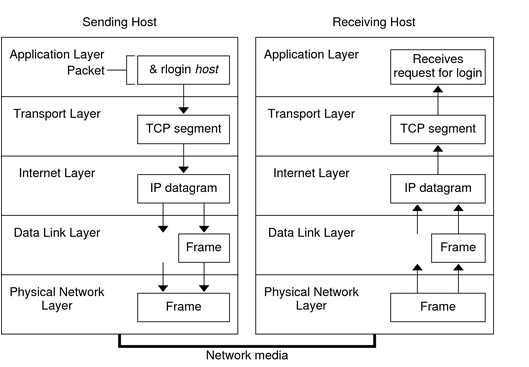 Sending Host
Receiving Host
Application Layer
Packet
& rlogin host
Transport Layer
TCP segment
Internet Layer
IP datagram
Data Link Layer
Frame
Physical Network
Layer
Frame
Application Layer
Receives
request for login
Transport Layer
TCP segment
Internet Layer
IP datagram
Data Link Layer
Frame
Physical Network
Layer
Frame
Network media